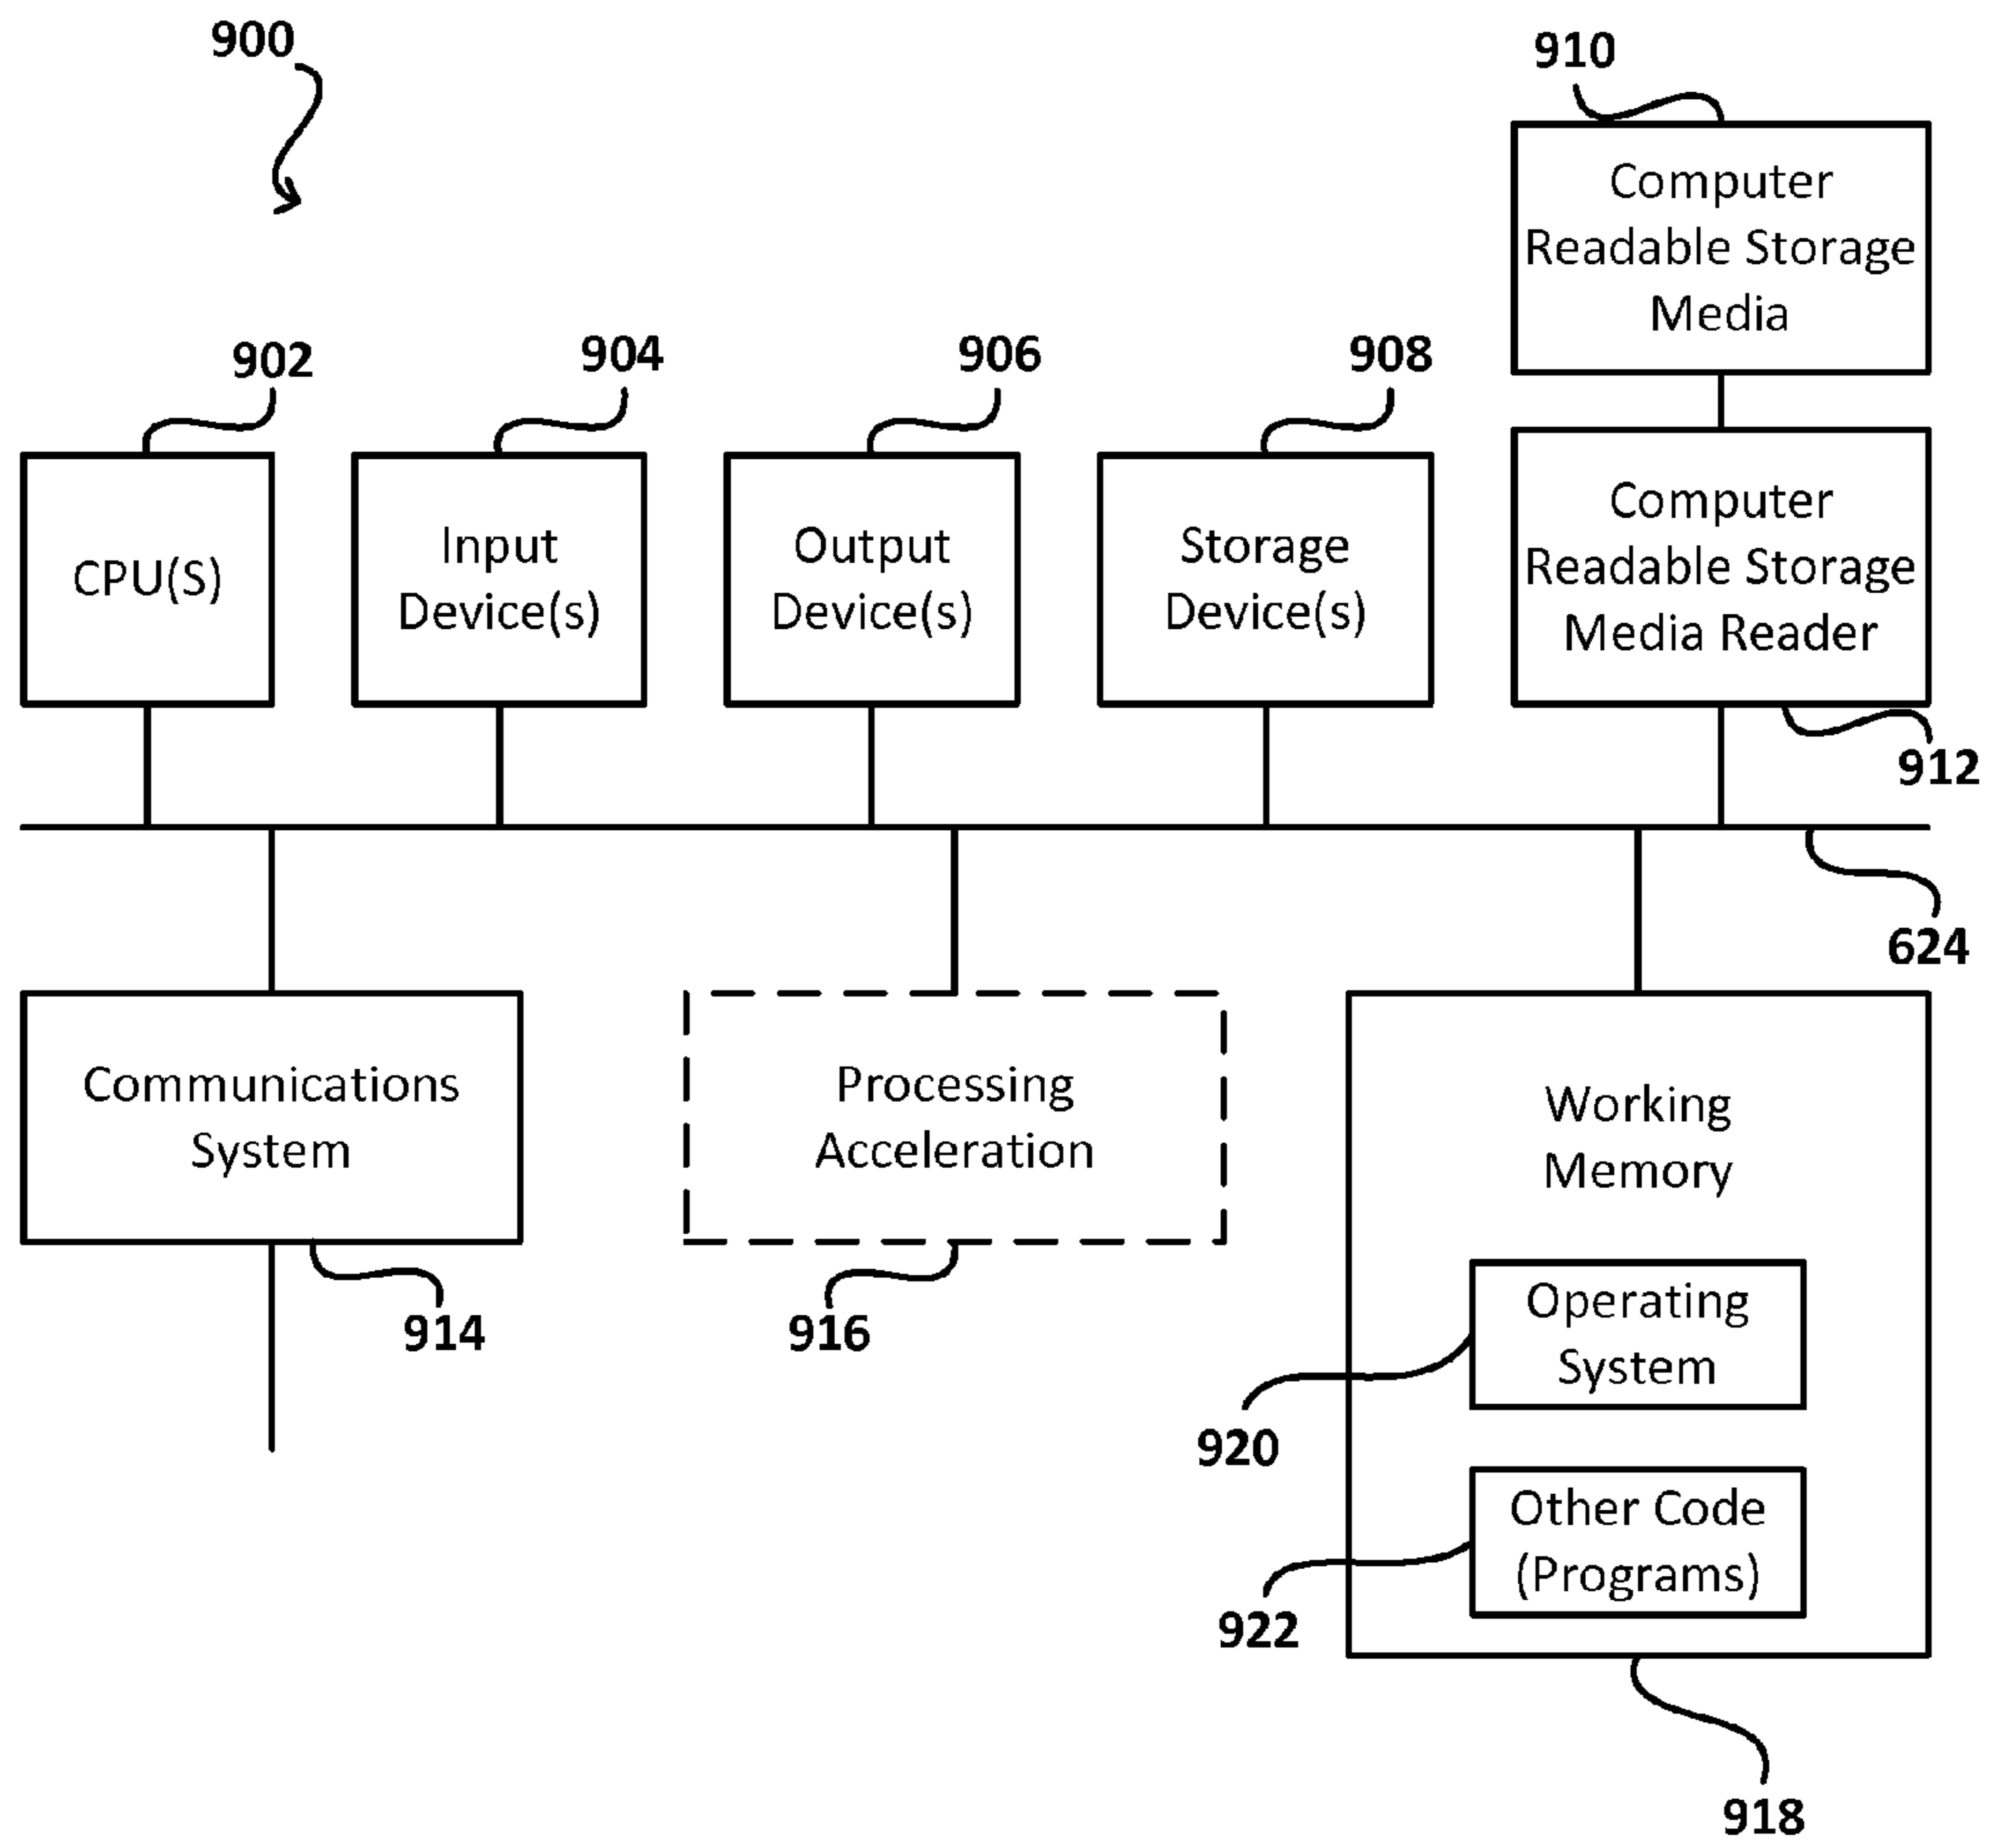 900
910
Computer
Readable Storage
Media
902
904
906
908
CPU(S)
Input
Device(s)
Output
Device(s)
Storage
Device(s)
Computer
Readable Storage
Media Reader
912
624
Communications
System
914
Processing
Acceleration
916
Working
Memory
Operating
System
920
Other Code
(Programs)
922
918